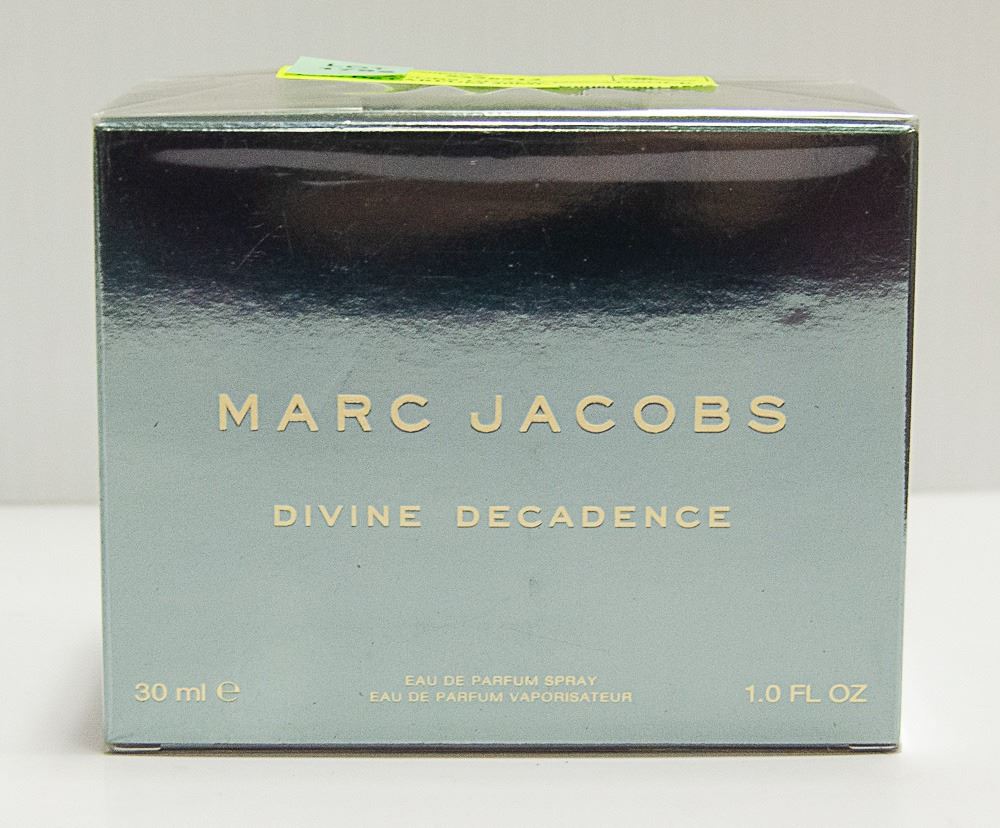 MARC JACOBS
DIVINE DECADENCE
EAU DE PARFUM SPRAY
EAU DE PARFUM VAPORISATEUR
30 ml ℮
1.0 FL OZ